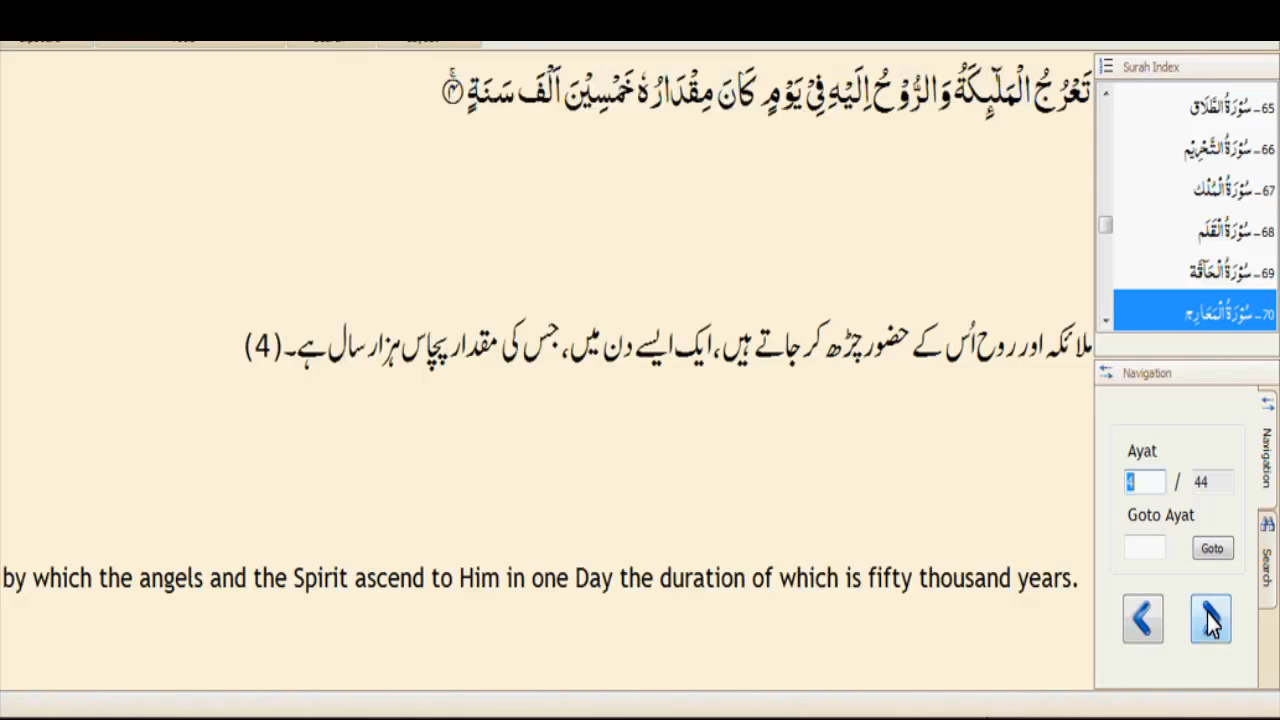 تَعْرُجُ الْمَلٰٓئِكَةُ وَالرُّوْحُ اِلَيْهِ فِيْ يَوْمٍ كَانَ مِقْدَارُهٗ خَمْسِيْنَ اَلْفَ سَنَةٍ ۚ۝۴
ملائکہ اور روح اُس کے حضور چڑھ کر جاتے ہیں، ایک ایسے دن میں، جس کی مقدار پچاس ہزار سال ہے۔ (4)
by which the angels and the Spirit ascend to Him in one Day the duration of which is fifty thousand years.
Surah Index
65- سُوْرَةُ الطَّلَاق
66- سُوْرَةُ التَّحْرِيْم
67- سُوْرَةُ الْمُلْك
68- سُوْرَةُ الْقَلَم
69- سُوْرَةُ الْحَآقَّة
70- سُوْرَةُ الْمَعَارِج
Navigation
Ayat
4 / 44
Goto Ayat
Goto
Navigation
Search